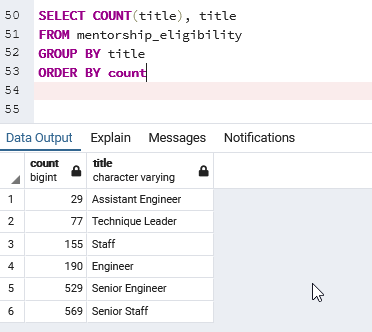 50 SELECT COUNT(title), title
51 FROM mentorship_eligibility
52 GROUP BY title
53 ORDER BY count
54
55
Data Output Explain Messages Notifications
count title
bigint character varying
1 29 Assistant Engineer
2 77 Technique Leader
3 155 Staff
4 190 Engineer
5 529 Senior Engineer
6 569 Senior Staff